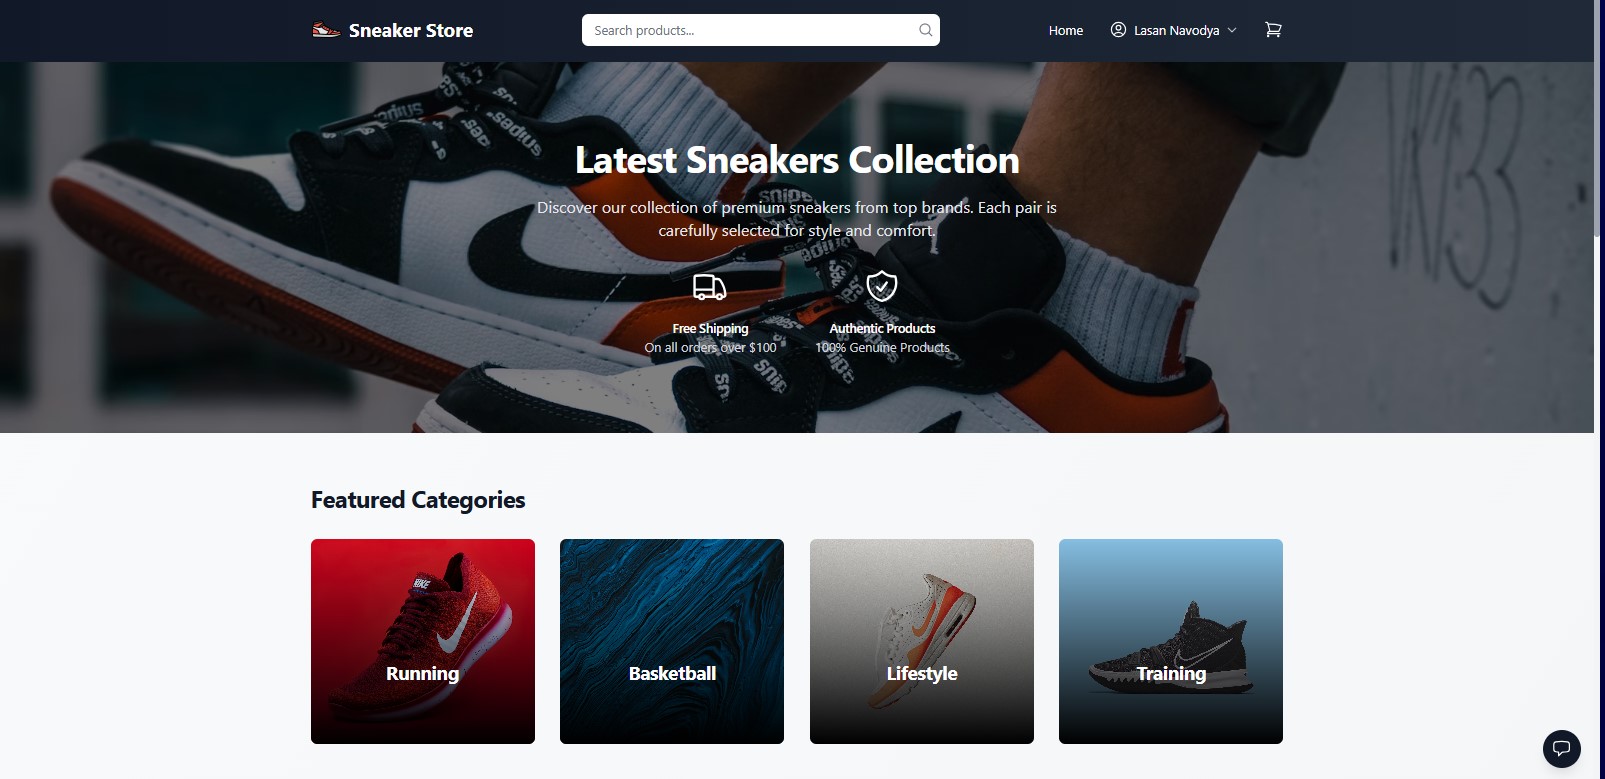 Sneaker Store
Search products...
Home
Lasan Navodya
Latest Sneakers Collection
Discover our collection of premium sneakers from top brands. Each pair is
carefully selected for style and comfort.
Free Shipping
On all orders over $100
Authentic Products
100% Genuine Products
Featured Categories
NIKE
Running
Basketball
Lifestyle
Training